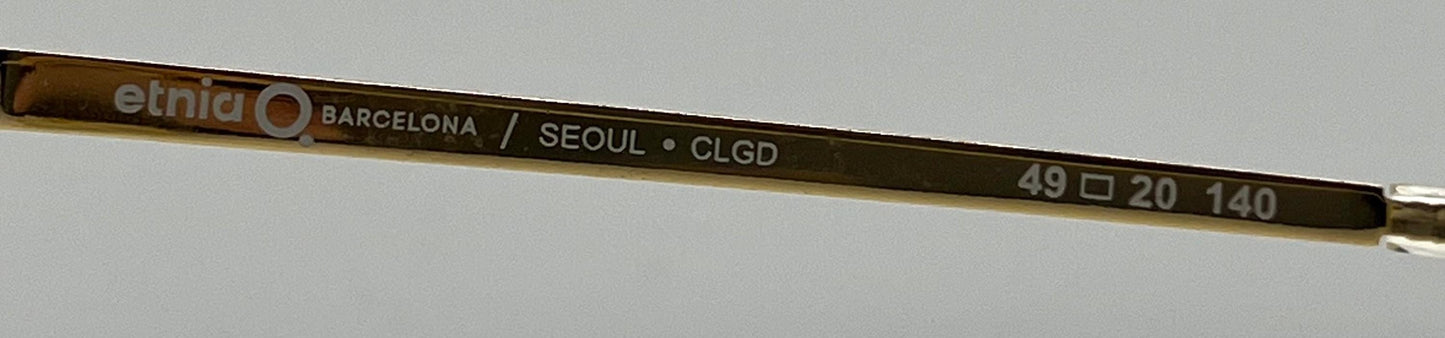 etnia BARCELONA / SEOUL • CLGD 49 □ 20 140